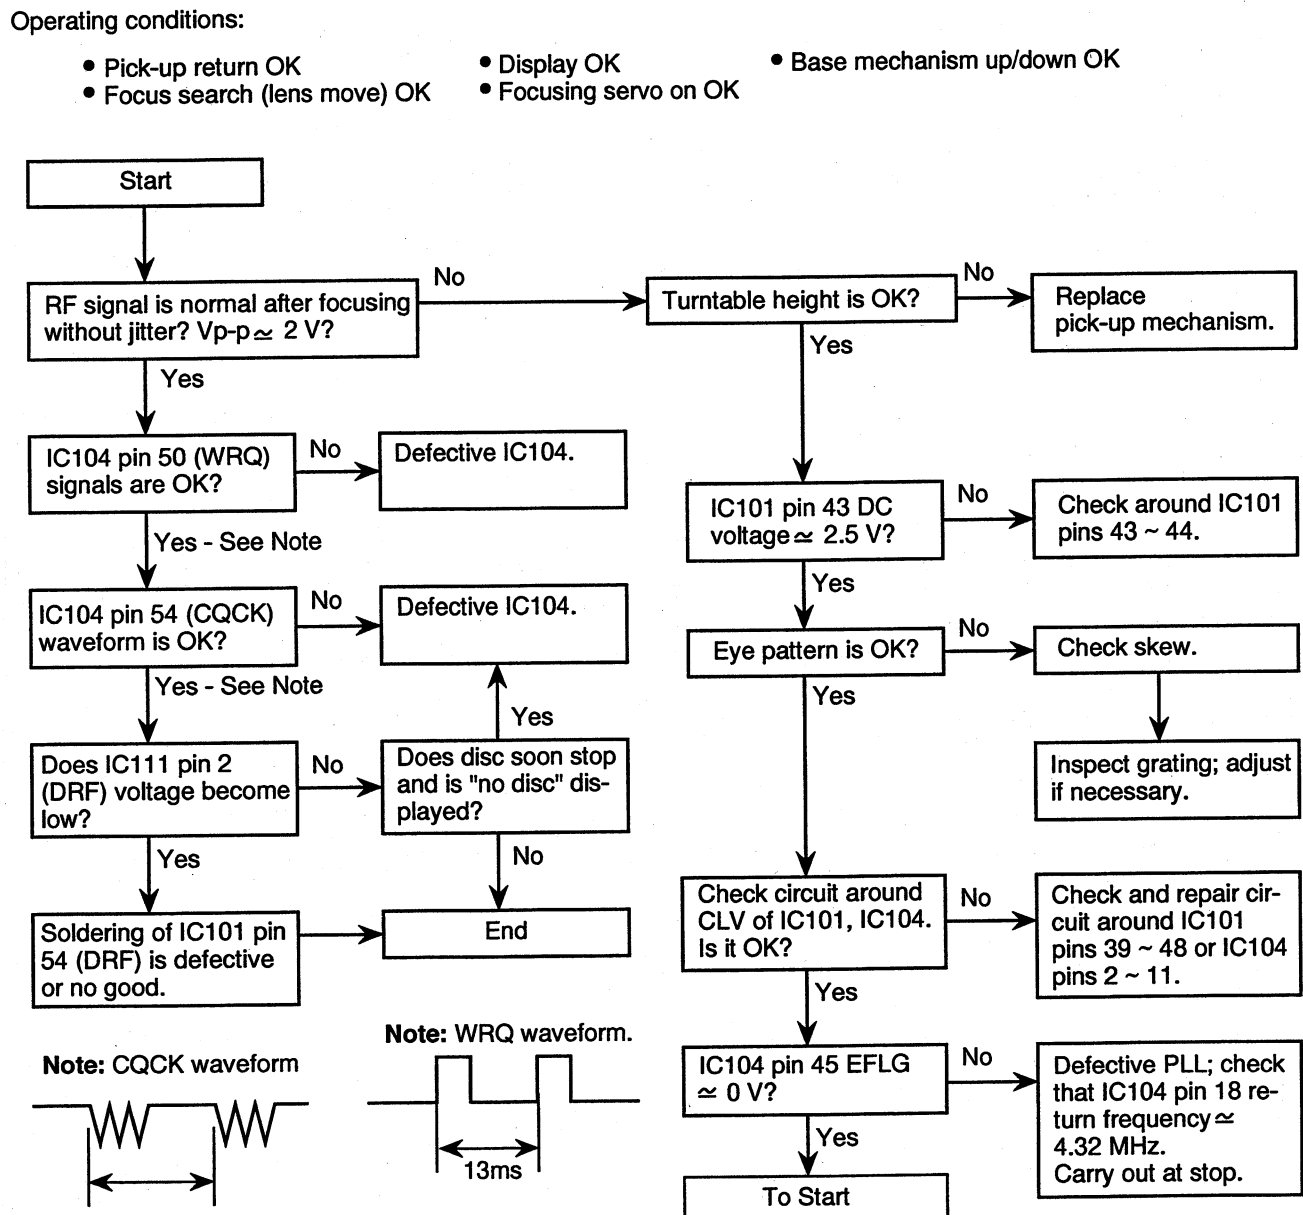 Operating conditions:
• Pick-up return OK
• Focus search (lens move) OK
• Display OK
• Focusing servo on OK
• Base mechanism up/down OK
Start
RF signal is normal after focusing
without jitter? Vp-p ≃ 2 V?
No
Turntable height is OK?
No
Replace
pick-up mechanism.
Yes
Yes
IC104 pin 50 (WRQ)
signals are OK?
No
Defective IC104.
Yes - See Note
IC104 pin 54 (CQCK)
waveform is OK?
No
Defective IC104.
Yes - See Note
Yes
Does IC111 pin 2
(DRF) voltage become
low?
No
Does disc soon stop
and is "no disc" dis-
played?
Yes
No
Soldering of IC101 pin
54 (DRF) is defective
or no good.
End
IC101 pin 43 DC
voltage ≃ 2.5 V?
No
Check around IC101
pins 43 ~ 44.
Yes
Eye pattern is OK?
No
Check skew.
Yes
Inspect grating; adjust
if necessary.
Check circuit around
CLV of IC101, IC104.
Is it OK?
No
Check and repair cir-
cuit around IC101
pins 39 ~ 48 or IC104
pins 2 ~ 11.
Yes
IC104 pin 45 EFLG
≃ 0 V?
No
Defective PLL; check
that IC104 pin 18 re-
turn frequency ≃
4.32 MHz.
Carry out at stop.
Yes
To Start
Note: CQCK waveform
Note: WRQ waveform.
13ms